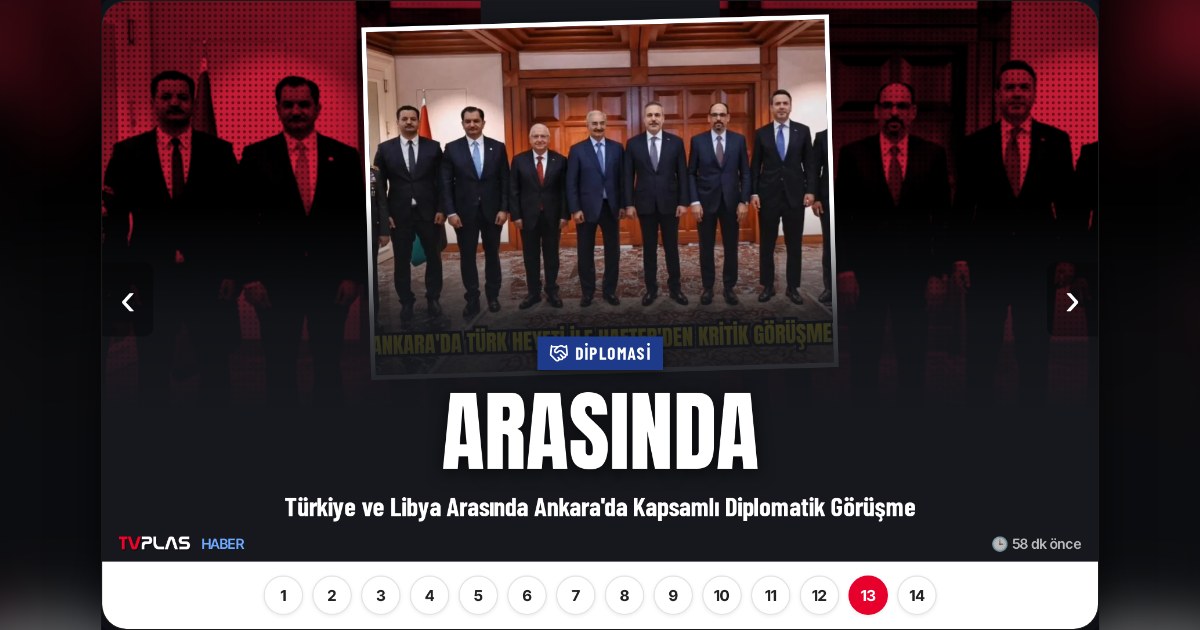 ANKARA'DA TÜRK HEYETİ İLE HAFTER'DEN KRİTİK GÖRÜŞME
DİPLOMASİ
ARASINDA
Türkiye ve Libya Arasında Ankara'da Kapsamlı Diplomatik Görüşme
TVPLAS HABER
58 dk önce
1 2 3 4 5 6 7 8 9 10 11 12 13 14